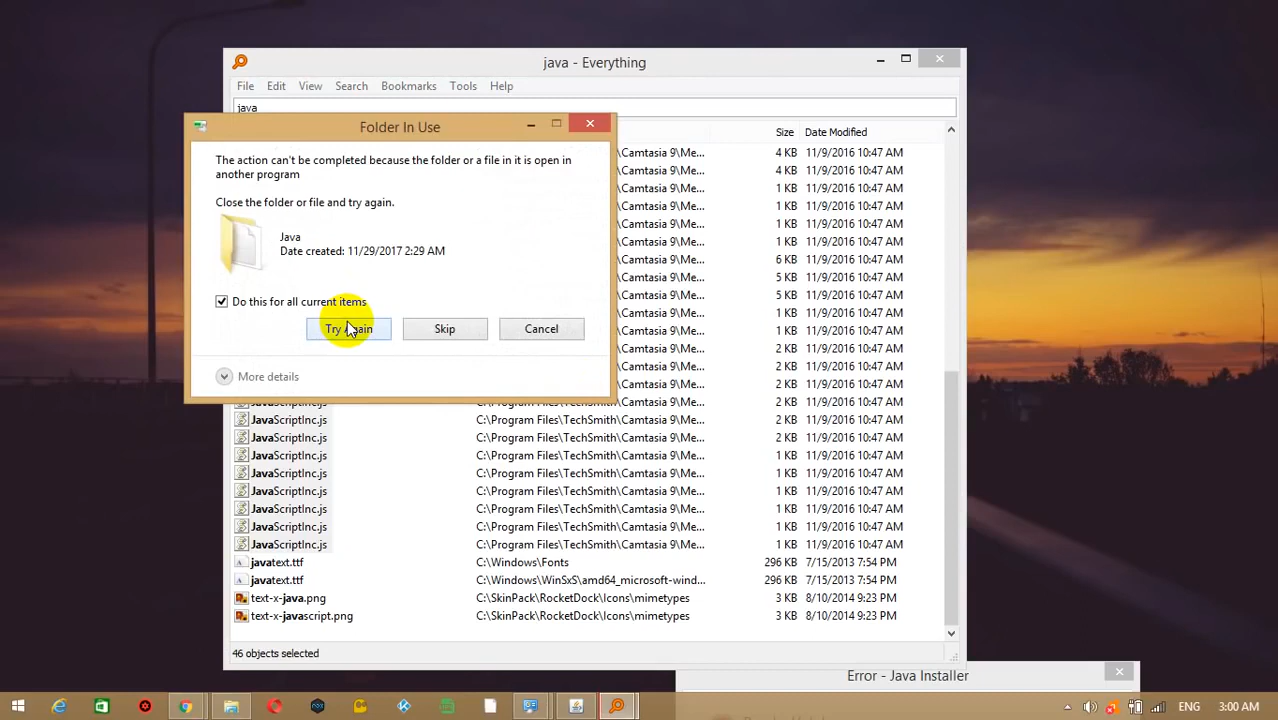 java - Everything
File Edit View Search Bookmarks Tools Help
java
Size Date Modified
Folder In Use
The action can't be completed because the folder or a file in it is open in
another program
Close the folder or file and try again.
Java
Date created: 11/29/2017 2:29 AM
Do this for all current items
Try Again Skip Cancel
More details
\Camtasia 9\Me... 4 KB 11/9/2016 10:47 AM
\Camtasia 9\Me... 4 KB 11/9/2016 10:47 AM
\Camtasia 9\Me... 1 KB 11/9/2016 10:47 AM
\Camtasia 9\Me... 1 KB 11/9/2016 10:47 AM
\Camtasia 9\Me... 1 KB 11/9/2016 10:47 AM
\Camtasia 9\Me... 1 KB 11/9/2016 10:47 AM
\Camtasia 9\Me... 6 KB 11/9/2016 10:47 AM
\Camtasia 9\Me... 5 KB 11/9/2016 10:47 AM
\Camtasia 9\Me... 5 KB 11/9/2016 10:47 AM
\Camtasia 9\Me... 2 KB 11/9/2016 10:47 AM
\Camtasia 9\Me... 2 KB 11/9/2016 10:47 AM
\Camtasia 9\Me... 2 KB 11/9/2016 10:47 AM
\Camtasia 9\Me... 2 KB 11/9/2016 10:47 AM
JavaScriptInc.js C:\Program Files\TechSmith\Camtasia 9\Me... 2 KB 11/9/2016 10:47 AM
JavaScriptInc.js C:\Program Files\TechSmith\Camtasia 9\Me... 2 KB 11/9/2016 10:47 AM
JavaScriptInc.js C:\Program Files\TechSmith\Camtasia 9\Me... 2 KB 11/9/2016 10:47 AM
JavaScriptInc.js C:\Program Files\TechSmith\Camtasia 9\Me... 1 KB 11/9/2016 10:47 AM
JavaScriptInc.js C:\Program Files\TechSmith\Camtasia 9\Me... 1 KB 11/9/2016 10:47 AM
JavaScriptInc.js C:\Program Files\TechSmith\Camtasia 9\Me... 1 KB 11/9/2016 10:47 AM
JavaScriptInc.js C:\Program Files\TechSmith\Camtasia 9\Me... 1 KB 11/9/2016 10:47 AM
JavaScriptInc.js C:\Program Files\TechSmith\Camtasia 9\Me... 1 KB 11/9/2016 10:47 AM
JavaScriptInc.js C:\Program Files\TechSmith\Camtasia 9\Me... 1 KB 11/9/2016 10:47 AM
javatext.ttf C:\Windows\Fonts 296 KB 7/15/2013 7:54 PM
javatext.ttf C:\Windows\WinSxS\amd64_microsoft-wind... 296 KB 7/15/2013 7:54 PM
text-x-java.png C:\SkinPack\RocketDock\Icons\mimetypes 3 KB 8/10/2014 9:23 PM
text-x-javascript.png C:\SkinPack\RocketDock\Icons\mimetypes 3 KB 8/10/2014 9:23 PM
46 objects selected
Error - Java Installer
ENG 3:00 AM